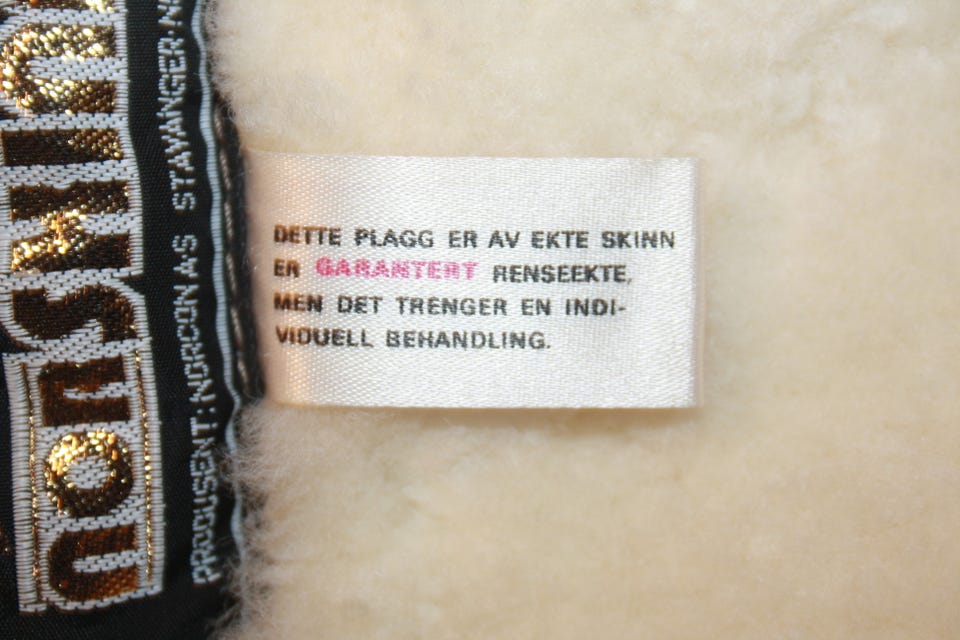 DETTE PLAGG ER AV EKTE SKINN
ER GARANTERT RENSEEKTE,
MEN DET TRENGER EN INDI-
VIDUELL BEHANDLING.
PRODUSENT: NORCON A·S STAVANGER·